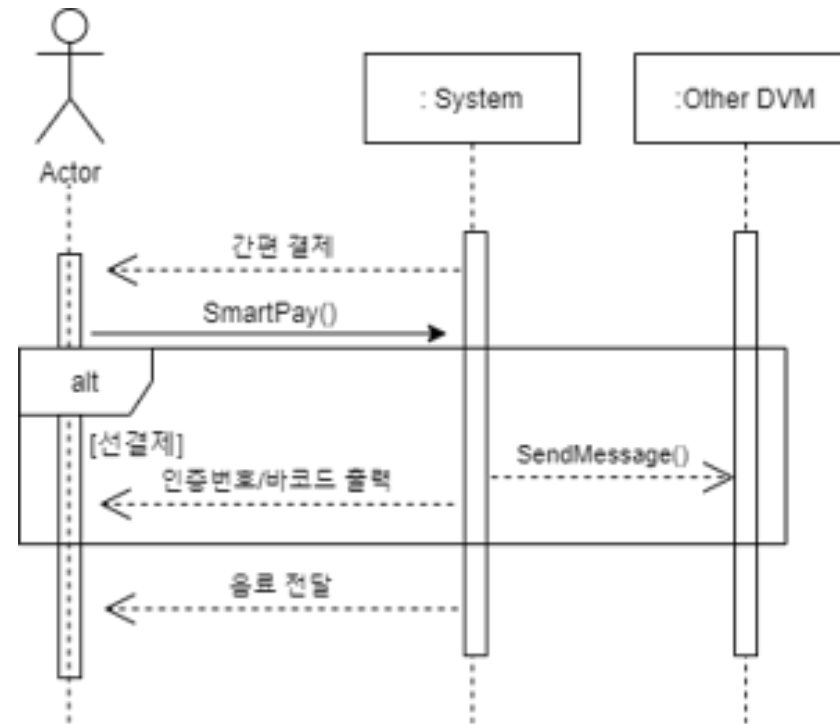 : System
:Other DVM
Actor
간편 결제
SmartPay()
alt
[선결제]
SendMessage()
인증번호/바코드 출력
음료 전달